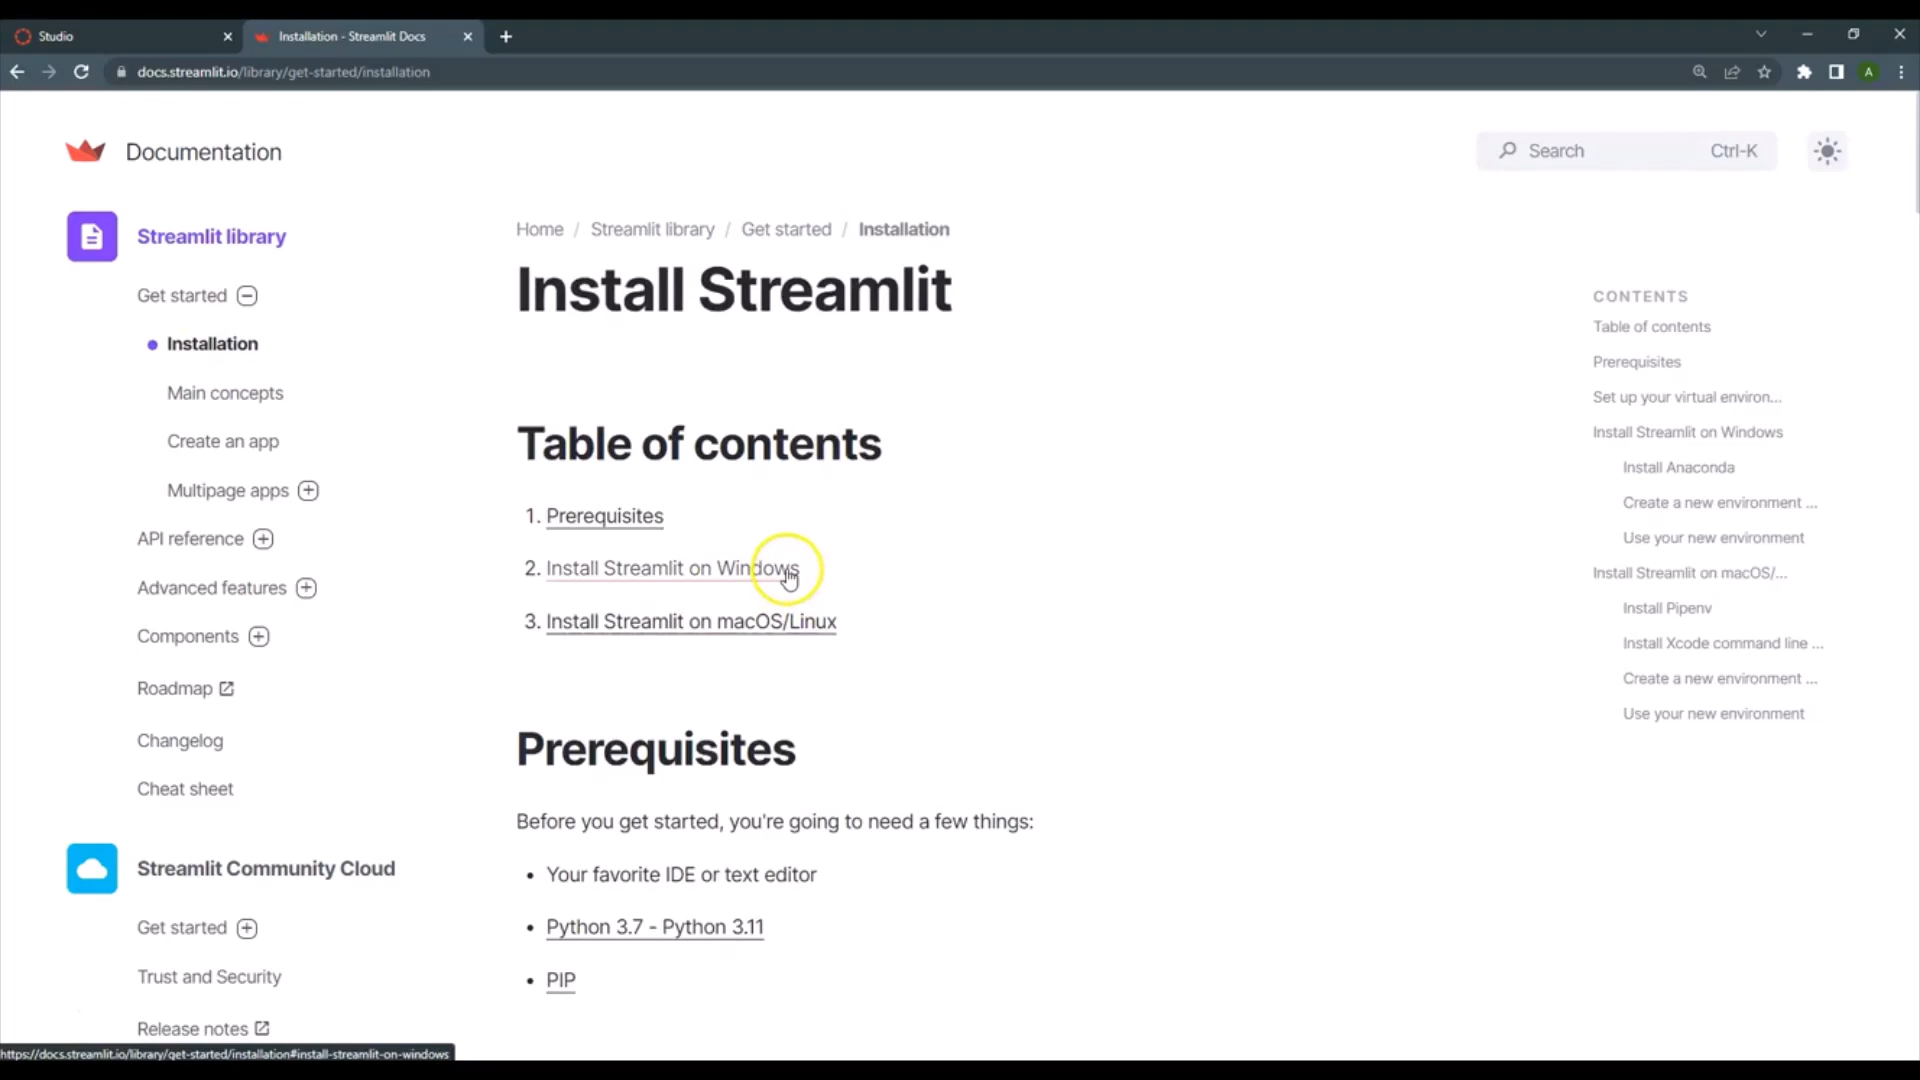 Studio
Installation - Streamlit Docs
docs.streamlit.io/library/get-started/installation
A
Documentation
Search Ctrl-K
Streamlit library
Get started
Installation
Main concepts
Create an app
Multipage apps
API reference
Advanced features
Components
Roadmap
Changelog
Cheat sheet
Streamlit Community Cloud
Get started
Trust and Security
Release notes
Home / Streamlit library / Get started / Installation
Install Streamlit
Table of contents
1. Prerequisites
2. Install Streamlit on Windows
3. Install Streamlit on macOS/Linux
Prerequisites
Before you get started, you're going to need a few things:
• Your favorite IDE or text editor
• Python 3.7 - Python 3.11
• PIP
CONTENTS
Table of contents
Prerequisites
Set up your virtual environ...
Install Streamlit on Windows
Install Anaconda
Create a new environment ...
Use your new environment
Install Streamlit on macOS/...
Install Pipenv
Install Xcode command line ...
Create a new environment ...
Use your new environment
https://docs.streamlit.io/library/get-started/installation#install-streamlit-on-windows